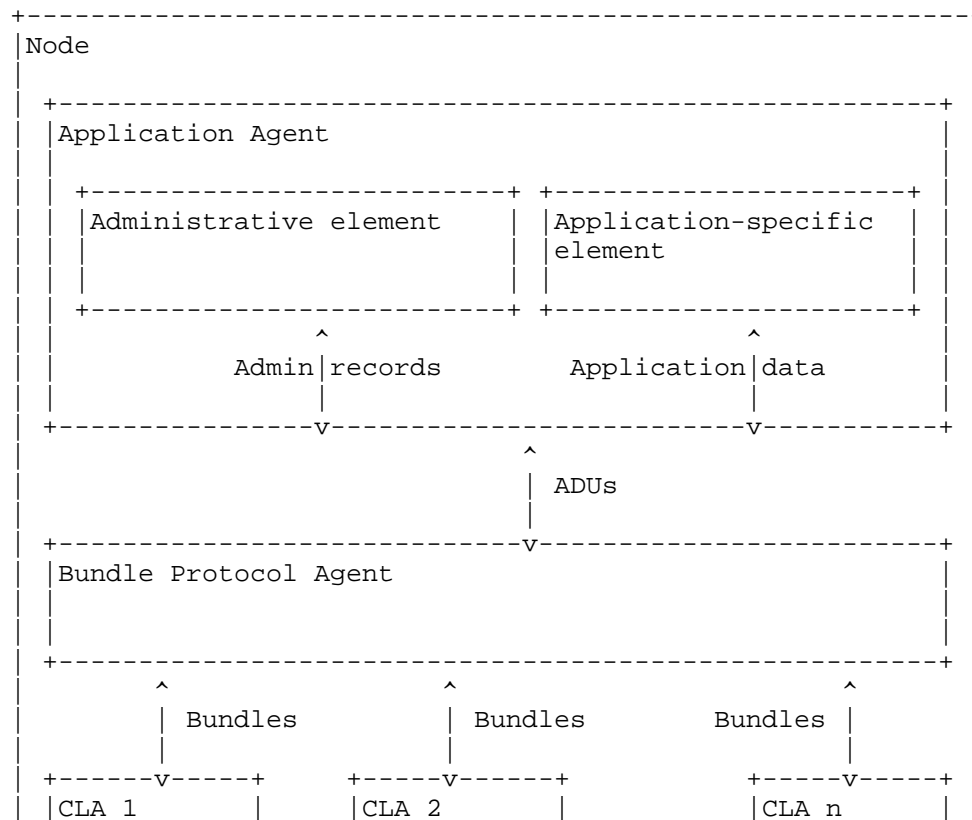 Node
Application Agent
Administrative element
Application-specific
element
Admin records
Application data
ADUs
Bundle Protocol Agent
Bundles Bundles Bundles
CLA 1 CLA 2 CLA n